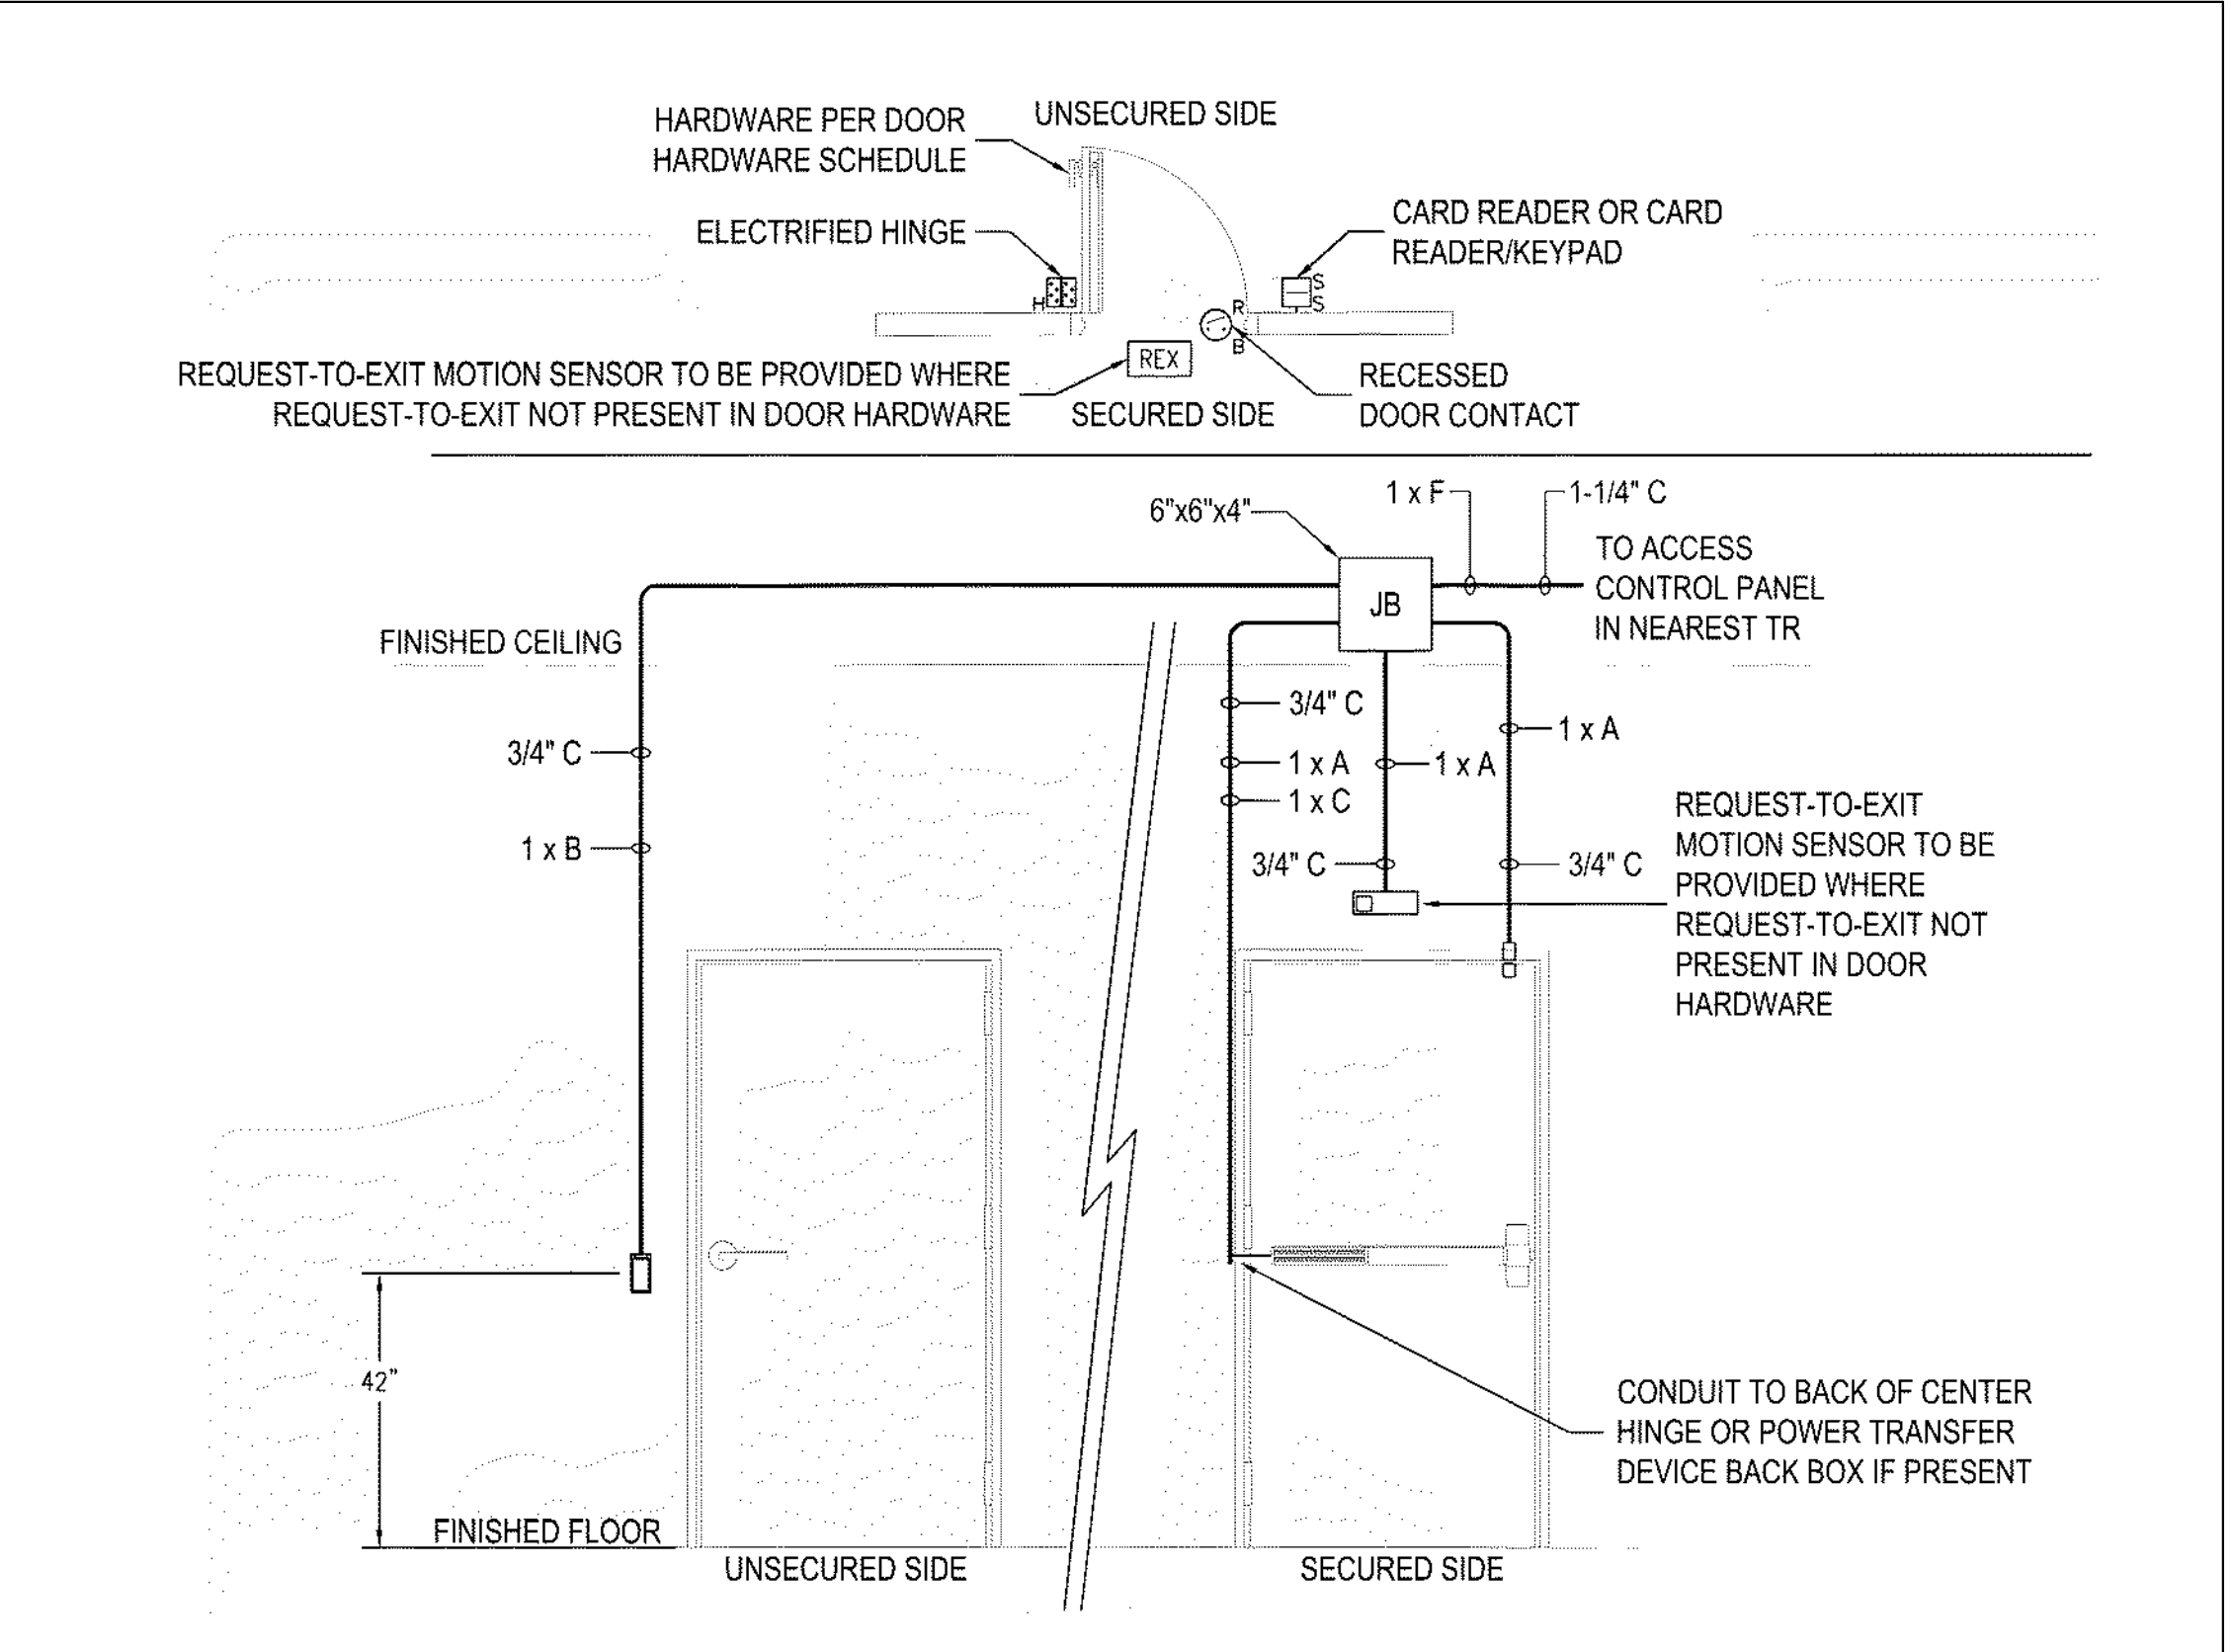 HARDWARE PER DOOR
HARDWARE SCHEDULE
UNSECURED SIDE
ELECTRIFIED HINGE
CARD READER OR CARD
READER/KEYPAD
H
S
S
R
B
REX
REQUEST-TO-EXIT MOTION SENSOR TO BE PROVIDED WHERE
REQUEST-TO-EXIT NOT PRESENT IN DOOR HARDWARE
SECURED SIDE
RECESSED
DOOR CONTACT
6"x6"x4"
1 x F
1-1/4" C
JB
TO ACCESS
CONTROL PANEL
IN NEAREST TR
FINISHED CEILING
3/4" C
1 x B
3/4" C
1 x A
1 x C
1 x A
3/4" C
1 x A
3/4" C
REQUEST-TO-EXIT
MOTION SENSOR TO BE
PROVIDED WHERE
REQUEST-TO-EXIT NOT
PRESENT IN DOOR
HARDWARE
42"
CONDUIT TO BACK OF CENTER
HINGE OR POWER TRANSFER
DEVICE BACK BOX IF PRESENT
FINISHED FLOOR
UNSECURED SIDE
SECURED SIDE